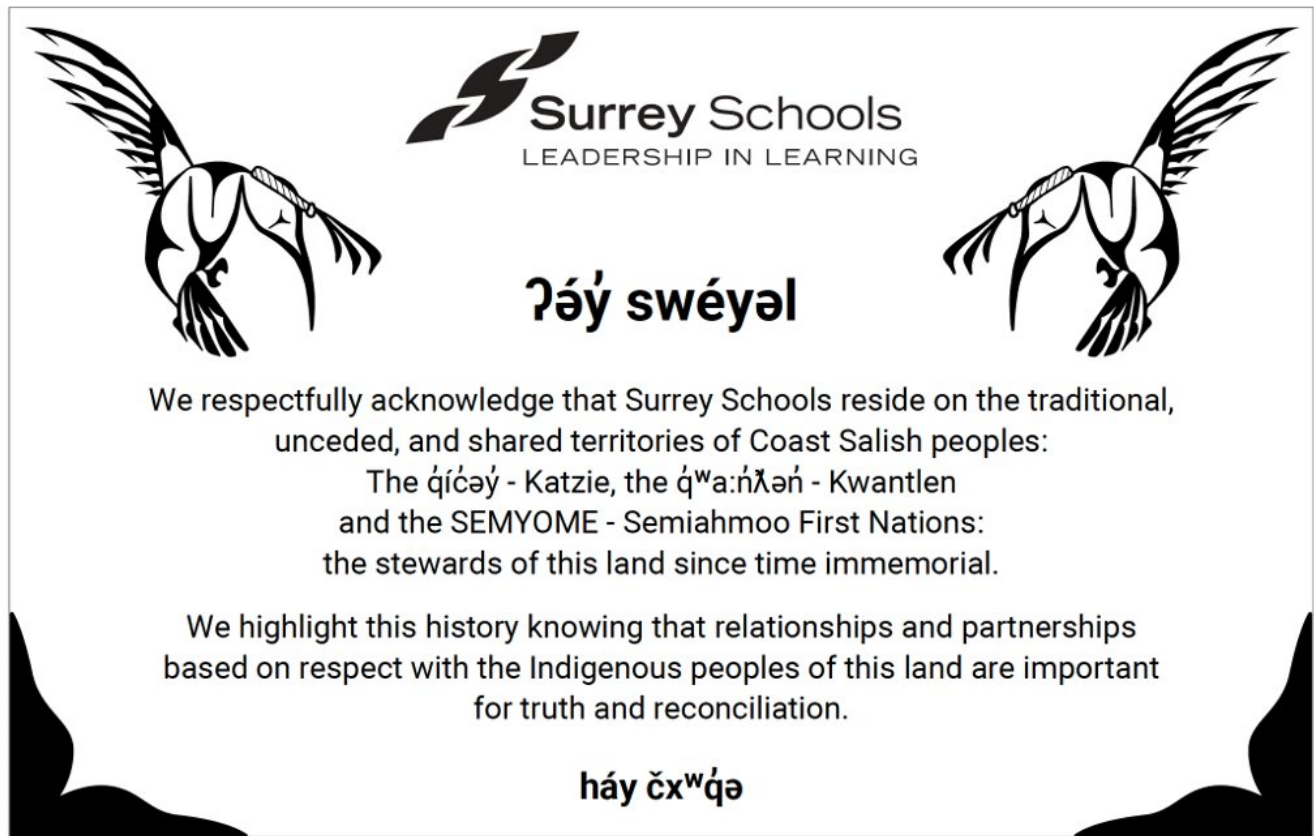 Surrey Schools
LEADERSHIP IN LEARNING
ʔə́y̓ swéyəl
We respectfully acknowledge that Surrey Schools reside on the traditional,
unceded, and shared territories of Coast Salish peoples:
The q̓íc̓əy̓ - Katzie, the q̓ʷa:n̓ƛən̓ - Kwantlen
and the SEMYOME - Semiahmoo First Nations:
the stewards of this land since time immemorial.
We highlight this history knowing that relationships and partnerships
based on respect with the Indigenous peoples of this land are important
for truth and reconciliation.
háy čxʷq̓ə